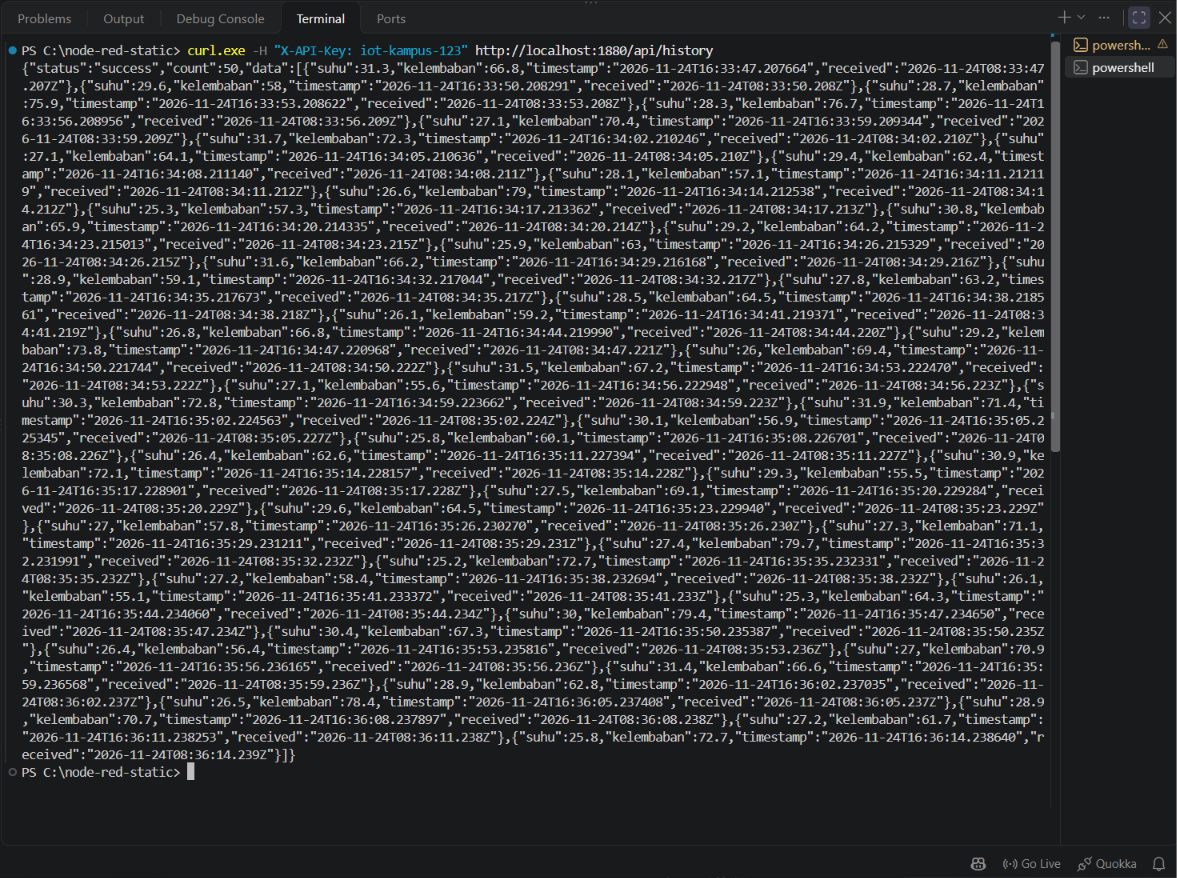 Problems Output Debug Console Terminal Ports
PS C:\node-red-static> curl.exe -H "X-API-Key: iot-kampus-123" http://localhost:1880/api/history
{"status":"success","count":50,"data":[{"suhu":31.3,"kelembaban":66.8,"timestamp":"2026-11-24T16:33:47.207664","received":"2026-11-24T08:33:47
.207Z"},{"suhu":29.6,"kelembaban":58,"timestamp":"2026-11-24T16:33:50.208291","received":"2026-11-24T08:33:50.208Z"},{"suhu":28.7,"kelembaban"
:75.9,"timestamp":"2026-11-24T16:33:53.208622","received":"2026-11-24T08:33:53.208Z"},{"suhu":28.3,"kelembaban":76.7,"timestamp":"2026-11-24T1
6:33:56.208956","received":"2026-11-24T08:33:56.209Z"},{"suhu":27.1,"kelembaban":70.4,"timestamp":"2026-11-24T16:33:59.209344","received":"202
6-11-24T08:33:59.209Z"},{"suhu":31.7,"kelembaban":72.3,"timestamp":"2026-11-24T16:34:02.210246","received":"2026-11-24T08:34:02.210Z"},{"suhu"
:27.1,"kelembaban":64.1,"timestamp":"2026-11-24T16:34:05.210636","received":"2026-11-24T08:34:05.210Z"},{"suhu":29.4,"kelembaban":62.4,"timest
amp":"2026-11-24T16:34:08.211140","received":"2026-11-24T08:34:08.211Z"},{"suhu":28.1,"kelembaban":57.1,"timestamp":"2026-11-24T16:34:11.21211
9","received":"2026-11-24T08:34:11.212Z"},{"suhu":26.6,"kelembaban":79,"timestamp":"2026-11-24T16:34:14.212538","received":"2026-11-24T08:34:1
4.212Z"},{"suhu":25.3,"kelembaban":57.3,"timestamp":"2026-11-24T16:34:17.213362","received":"2026-11-24T08:34:17.213Z"},{"suhu":30.8,"kelembab
an":65.9,"timestamp":"2026-11-24T16:34:20.214335","received":"2026-11-24T08:34:20.214Z"},{"suhu":29.2,"kelembaban":64.2,"timestamp":"2026-11-2
4T16:34:23.215013","received":"2026-11-24T08:34:23.215Z"},{"suhu":25.9,"kelembaban":63,"timestamp":"2026-11-24T16:34:26.215329","received":"20
26-11-24T08:34:26.215Z"},{"suhu":31.6,"kelembaban":66.2,"timestamp":"2026-11-24T16:34:29.216168","received":"2026-11-24T08:34:29.216Z"},{"suhu"
:28.9,"kelembaban":59.1,"timestamp":"2026-11-24T16:34:32.217044","received":"2026-11-24T08:34:32.217Z"},{"suhu":27.8,"kelembaban":63.2,"times
tamp":"2026-11-24T16:34:35.217673","received":"2026-11-24T08:34:35.217Z"},{"suhu":28.5,"kelembaban":64.5,"timestamp":"2026-11-24T16:34:38.2185
61","received":"2026-11-24T08:34:38.218Z"},{"suhu":26.1,"kelembaban":59.2,"timestamp":"2026-11-24T16:34:41.219371","received":"2026-11-24T08:3
4:41.219Z"},{"suhu":26.8,"kelembaban":66.8,"timestamp":"2026-11-24T16:34:44.219990","received":"2026-11-24T08:34:44.220Z"},{"suhu":29.2,"kelem
baban":73.8,"timestamp":"2026-11-24T16:34:47.220968","received":"2026-11-24T08:34:47.221Z"},{"suhu":26,"kelembaban":69.4,"timestamp":"2026-11-
24T16:34:50.221744","received":"2026-11-24T08:34:50.222Z"},{"suhu":31.5,"kelembaban":67.2,"timestamp":"2026-11-24T16:34:53.222470","received":
"2026-11-24T08:34:53.222Z"},{"suhu":27.1,"kelembaban":55.6,"timestamp":"2026-11-24T16:34:56.222948","received":"2026-11-24T08:34:56.223Z"},{"s
uhu":30.3,"kelembaban":72.8,"timestamp":"2026-11-24T16:34:59.223662","received":"2026-11-24T08:34:59.223Z"},{"suhu":31.9,"kelembaban":71.4,"ti
mestamp":"2026-11-24T16:35:02.224563","received":"2026-11-24T08:35:02.224Z"},{"suhu":30.1,"kelembaban":56.9,"timestamp":"2026-11-24T16:35:05.2
25345","received":"2026-11-24T08:35:05.227Z"},{"suhu":25.8,"kelembaban":60.1,"timestamp":"2026-11-24T16:35:08.226701","received":"2026-11-24T0
8:35:08.226Z"},{"suhu":26.4,"kelembaban":62.6,"timestamp":"2026-11-24T16:35:11.227394","received":"2026-11-24T08:35:11.227Z"},{"suhu":30.9,"ke
lembaban":72.1,"timestamp":"2026-11-24T16:35:14.228157","received":"2026-11-24T08:35:14.228Z"},{"suhu":29.3,"kelembaban":55.5,"timestamp":"202
6-11-24T16:35:17.228901","received":"2026-11-24T08:35:17.228Z"},{"suhu":27.5,"kelembaban":69.1,"timestamp":"2026-11-24T16:35:20.229284","recei
ved":"2026-11-24T08:35:20.229Z"},{"suhu":29.6,"kelembaban":64.5,"timestamp":"2026-11-24T16:35:23.229940","received":"2026-11-24T08:35:23.229Z"
},{"suhu":27,"kelembaban":57.8,"timestamp":"2026-11-24T16:35:26.230270","received":"2026-11-24T08:35:26.230Z"},{"suhu":27.3,"kelembaban":71.1,
"timestamp":"2026-11-24T16:35:29.231211","received":"2026-11-24T08:35:29.231Z"},{"suhu":27.4,"kelembaban":79.7,"timestamp":"2026-11-24T16:35:3
2.231991","received":"2026-11-24T08:35:32.232Z"},{"suhu":25.2,"kelembaban":72.7,"timestamp":"2026-11-24T16:35:35.232331","received":"2026-11-2
4T08:35:35.232Z"},{"suhu":27.2,"kelembaban":58.4,"timestamp":"2026-11-24T16:35:38.232694","received":"2026-11-24T08:35:38.232Z"},{"suhu":26.1,
"kelembaban":55.1,"timestamp":"2026-11-24T16:35:41.233372","received":"2026-11-24T08:35:41.233Z"},{"suhu":25.3,"kelembaban":64.3,"timestamp":"
2026-11-24T16:35:44.234060","received":"2026-11-24T08:35:44.234Z"},{"suhu":30,"kelembaban":79.4,"timestamp":"2026-11-24T16:35:47.234650","rece
ived":"2026-11-24T08:35:47.234Z"},{"suhu":30.4,"kelembaban":67.3,"timestamp":"2026-11-24T16:35:50.235387","received":"2026-11-24T08:35:50.235Z
"},{"suhu":26.4,"kelembaban":56.4,"timestamp":"2026-11-24T16:35:53.235816","received":"2026-11-24T08:35:53.236Z"},{"suhu":27,"kelembaban":70.9
,"timestamp":"2026-11-24T16:35:56.236165","received":"2026-11-24T08:35:56.236Z"},{"suhu":31.4,"kelembaban":66.6,"timestamp":"2026-11-24T16:35:
59.236568","received":"2026-11-24T08:35:59.236Z"},{"suhu":28.9,"kelembaban":62.8,"timestamp":"2026-11-24T16:36:02.237035","received":"2026-11-
24T08:36:02.237Z"},{"suhu":26.5,"kelembaban":78.4,"timestamp":"2026-11-24T16:36:05.237408","received":"2026-11-24T08:36:05.237Z"},{"suhu":28.9
,"kelembaban":70.7,"timestamp":"2026-11-24T16:36:08.237897","received":"2026-11-24T08:36:08.238Z"},{"suhu":27.2,"kelembaban":61.7,"timestamp":
"2026-11-24T16:36:11.238253","received":"2026-11-24T08:36:11.238Z"},{"suhu":25.8,"kelembaban":72.7,"timestamp":"2026-11-24T16:36:14.238640","r
eceived":"2026-11-24T08:36:14.239Z"}]}
PS C:\node-red-static>
powersh...
powershell
Go Live Quokka